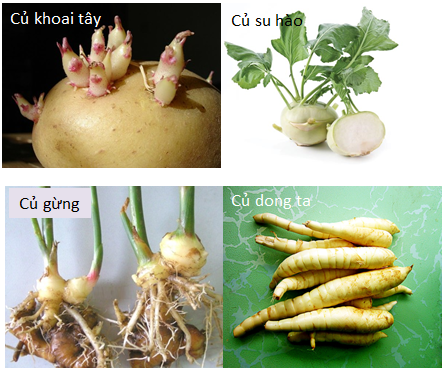 Củ khoai tây
Củ su hào
Củ gừng
Củ dong ta